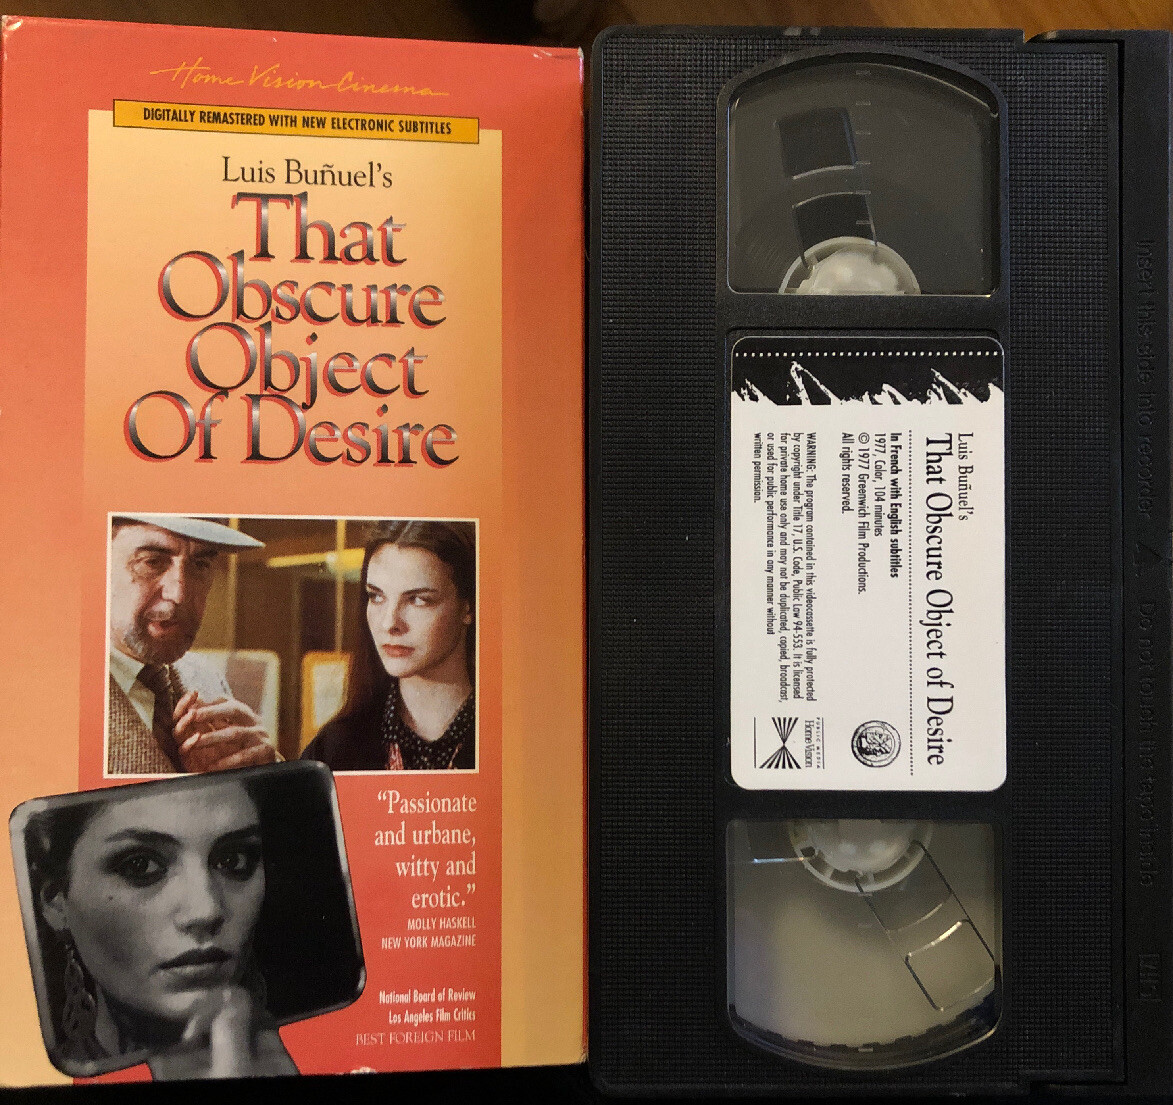 Home Vision Cinema
DIGITALLY REMASTERED WITH NEW ELECTRONIC SUBTITLES
Luis Buñuel's
That
Obscure
Object
Of Desire
“Passionate
and urbane,
witty and
erotic.”
MOLLY HASKELL
NEW YORK MAGAZINE
National Board of Review
Los Angeles Film Critics
BEST FOREIGN FILM
Luis Buñuel's
That Obscure Object of Desire
In French with English subtitles
1977, Color, 104 minutes
© 1977 Greenwich Film Productions.
All rights reserved.
WARNING: The program contained in this videocassette is fully protected
by copyright under Title 17, U.S. Code, Public Law 94-553. It is licensed
for private home use only and may not be duplicated, copied, broadcast,
or used for public performance in any manner without
written permission.
PUBLIC MEDIA
Home Vision
Insert this side into recorder
Do not touch the tape inside